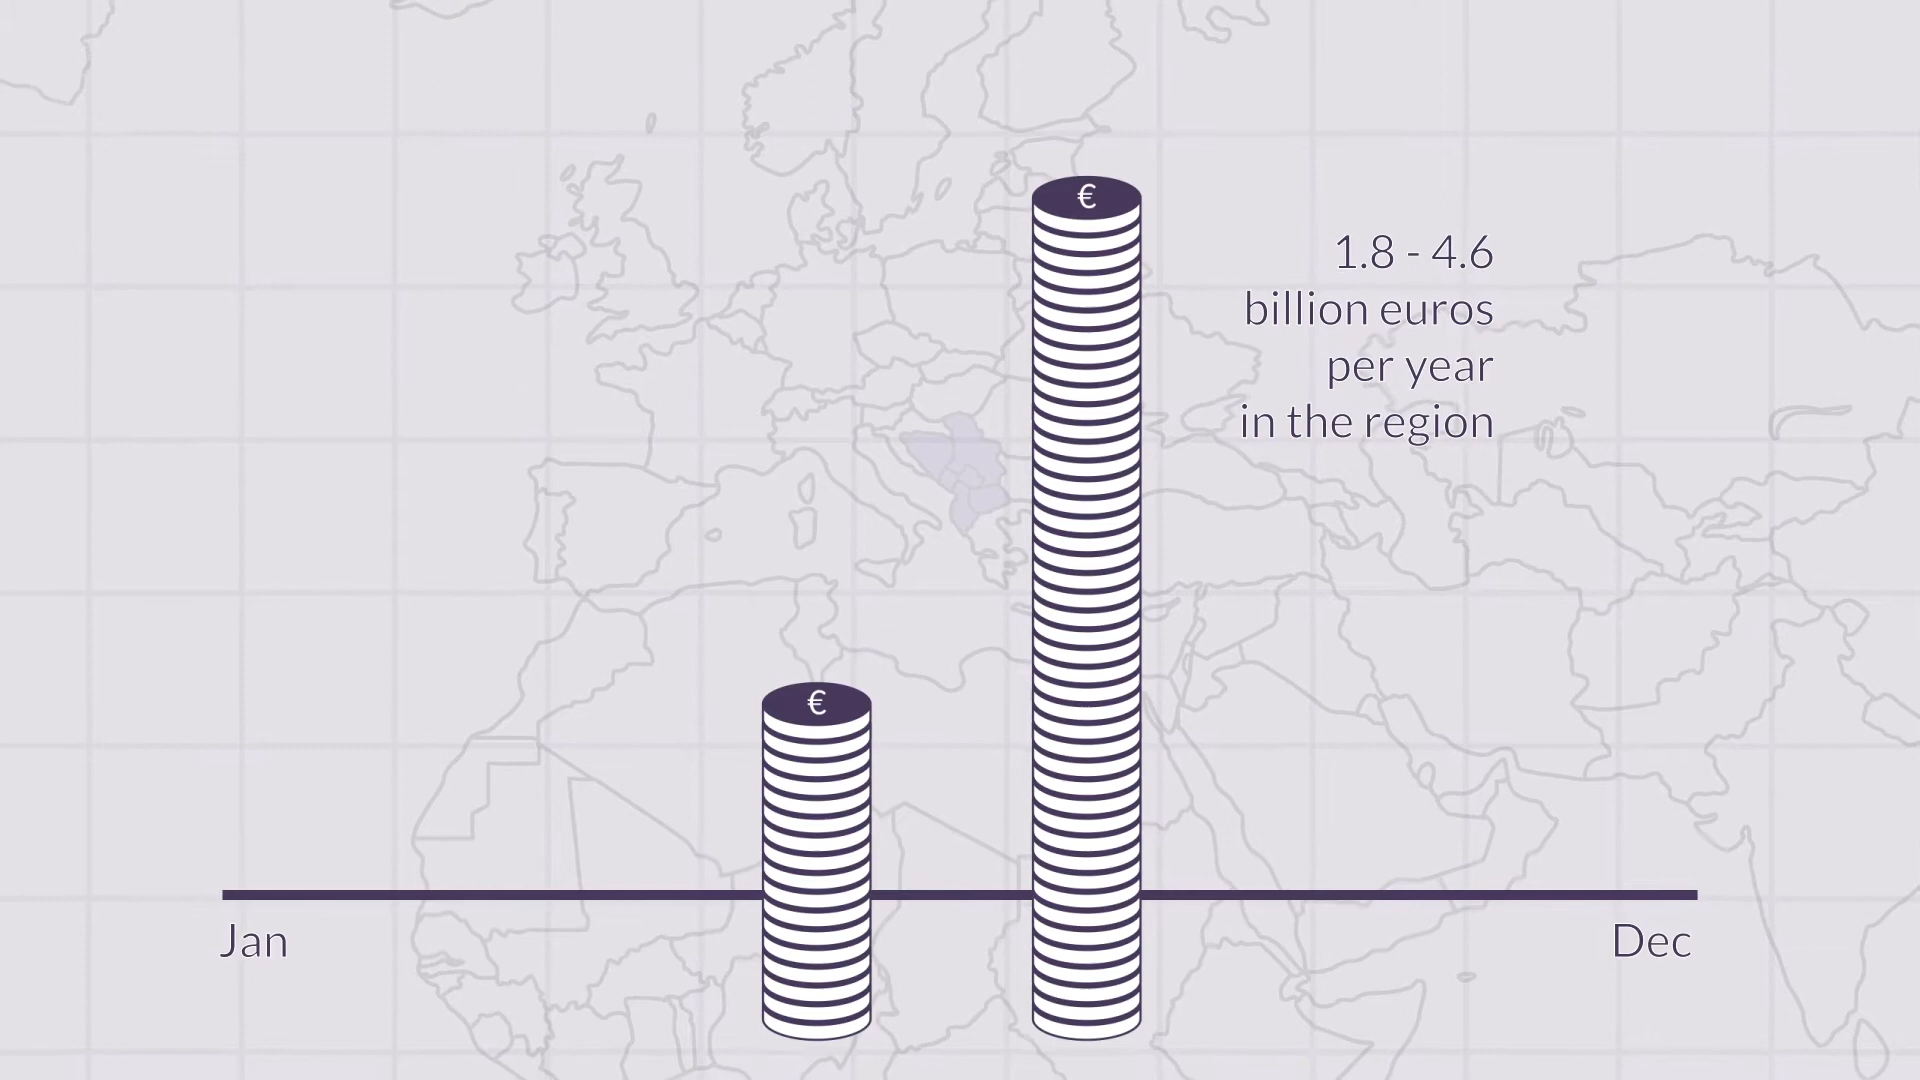 €
1.8 - 4.6
billion euros
per year
in the region
€
Jan
Dec